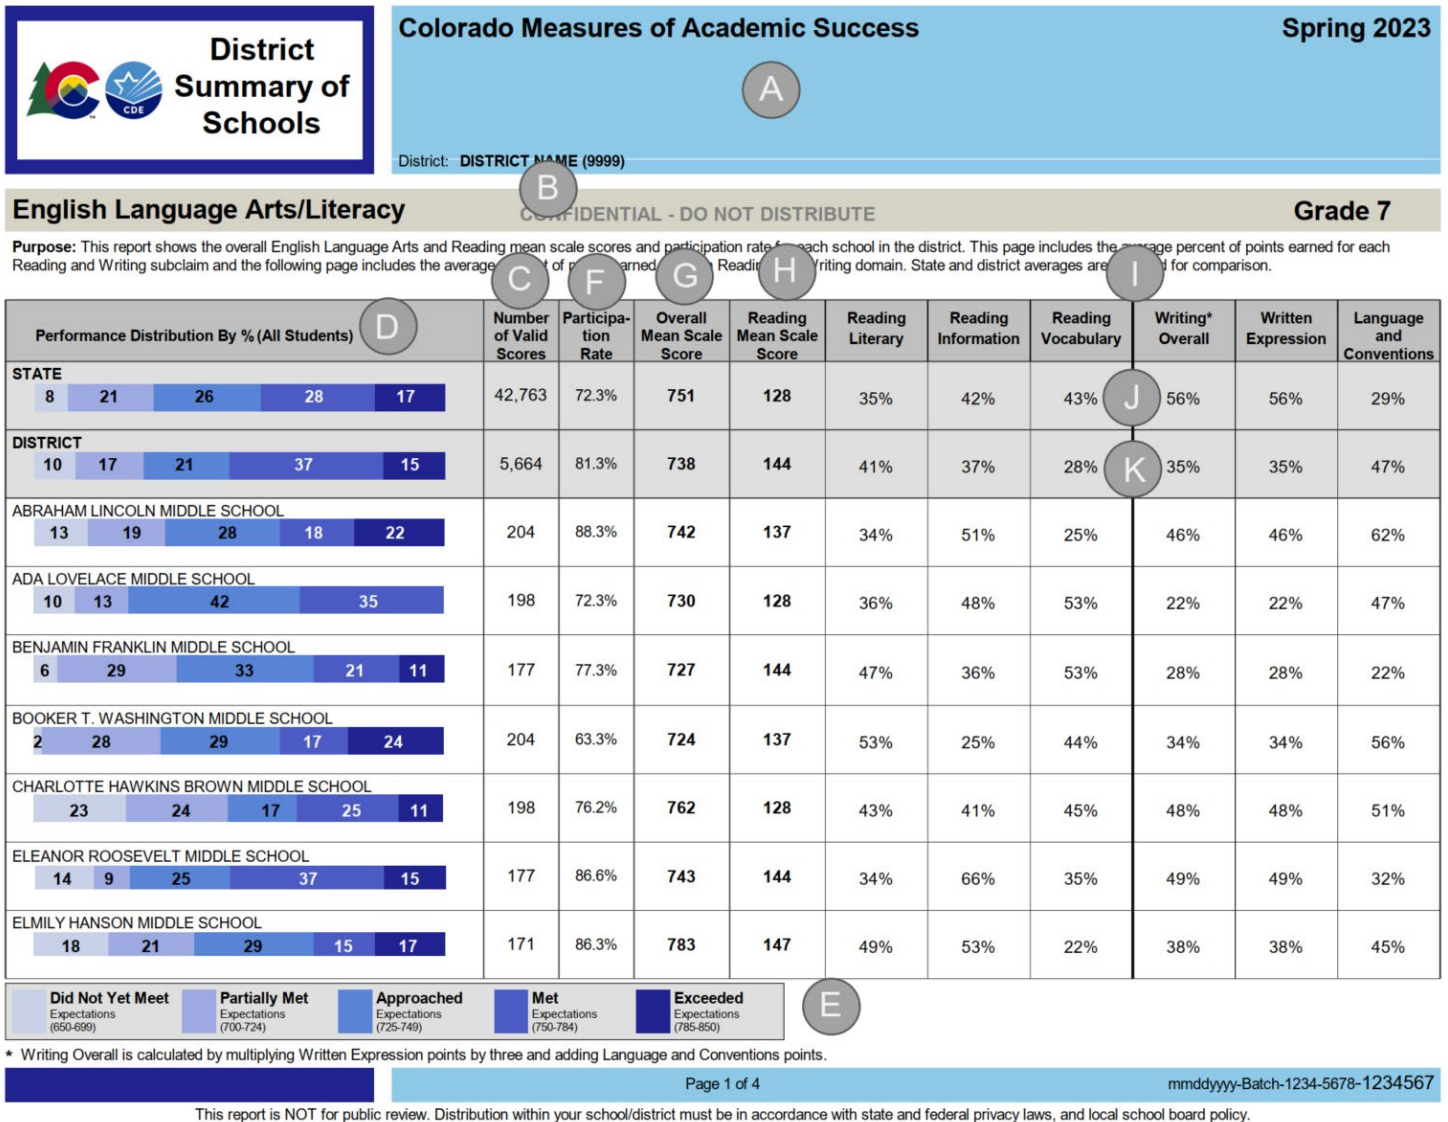 District
Summary of
Schools
CDE
Colorado Measures of Academic Success
Spring 2023
A
District: DISTRICT NAME (9999)
B
English Language Arts/Literacy
CONFIDENTIAL - DO NOT DISTRIBUTE
Grade 7
Purpose: This report shows the overall English Language Arts and Reading mean scale scores and participation rate for each school in the district. This page includes the average percent of points earned for each
Reading and Writing subclaim and the following page includes the average of earned Reading Writing domain. State and district averages are for comparison.
C F G H I
Performance Distribution By % (All Students) D
Number of Valid Scores
Participa-tion Rate
Overall Mean Scale Score
Reading Mean Scale Score
Reading Literary
Reading Information
Reading Vocabulary
Writing* Overall
Written Expression
Language and Conventions
STATE
8 21 26 28 17 42,763 72.3% 751 128 35% 42% 43% J 56% 56% 29%
DISTRICT
10 17 21 37 15 5,664 81.3% 738 144 41% 37% 28% K 35% 35% 47%
ABRAHAM LINCOLN MIDDLE SCHOOL
13 19 28 18 22 204 88.3% 742 137 34% 51% 25% 46% 46% 62%
ADA LOVELACE MIDDLE SCHOOL
10 13 42 35 198 72.3% 730 128 36% 48% 53% 22% 22% 47%
BENJAMIN FRANKLIN MIDDLE SCHOOL
6 29 33 21 11 177 77.3% 727 144 47% 36% 53% 28% 28% 22%
BOOKER T. WASHINGTON MIDDLE SCHOOL
2 28 29 17 24 204 63.3% 724 137 53% 25% 44% 34% 34% 56%
CHARLOTTE HAWKINS BROWN MIDDLE SCHOOL
23 24 17 25 11 198 76.2% 762 128 43% 41% 45% 48% 48% 51%
ELEANOR ROOSEVELT MIDDLE SCHOOL
14 9 25 37 15 177 86.6% 743 144 34% 66% 35% 49% 49% 32%
ELMILY HANSON MIDDLE SCHOOL
18 21 29 15 17 171 86.3% 783 147 49% 53% 22% 38% 38% 45%
Did Not Yet Meet Expectations (650-699)
Partially Met Expectations (700-724)
Approached Expectations (725-749)
Met Expectations (750-784)
Exceeded Expectations (785-850)
E
* Writing Overall is calculated by multiplying Written Expression points by three and adding Language and Conventions points.
Page 1 of 4
mmddyyyy-Batch-1234-5678-1234567
This report is NOT for public review. Distribution within your school/district must be in accordance with state and federal privacy laws, and local school board policy.